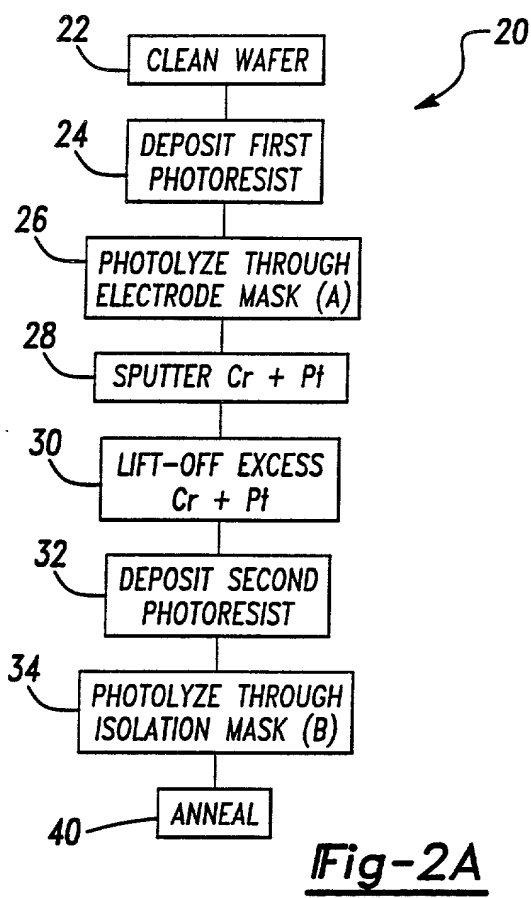 20
22
CLEAN WAFER
24
DEPOSIT FIRST
PHOTORESIST
26
PHOTOLYZE THROUGH
ELECTRODE MASK (A)
28
SPUTTER Cr + Pt
30
LIFT-OFF EXCESS
Cr + Pt
32
DEPOSIT SECOND
PHOTORESIST
34
PHOTOLYZE THROUGH
ISOLATION MASK (B)
ANNEAL
40
Fig-2A